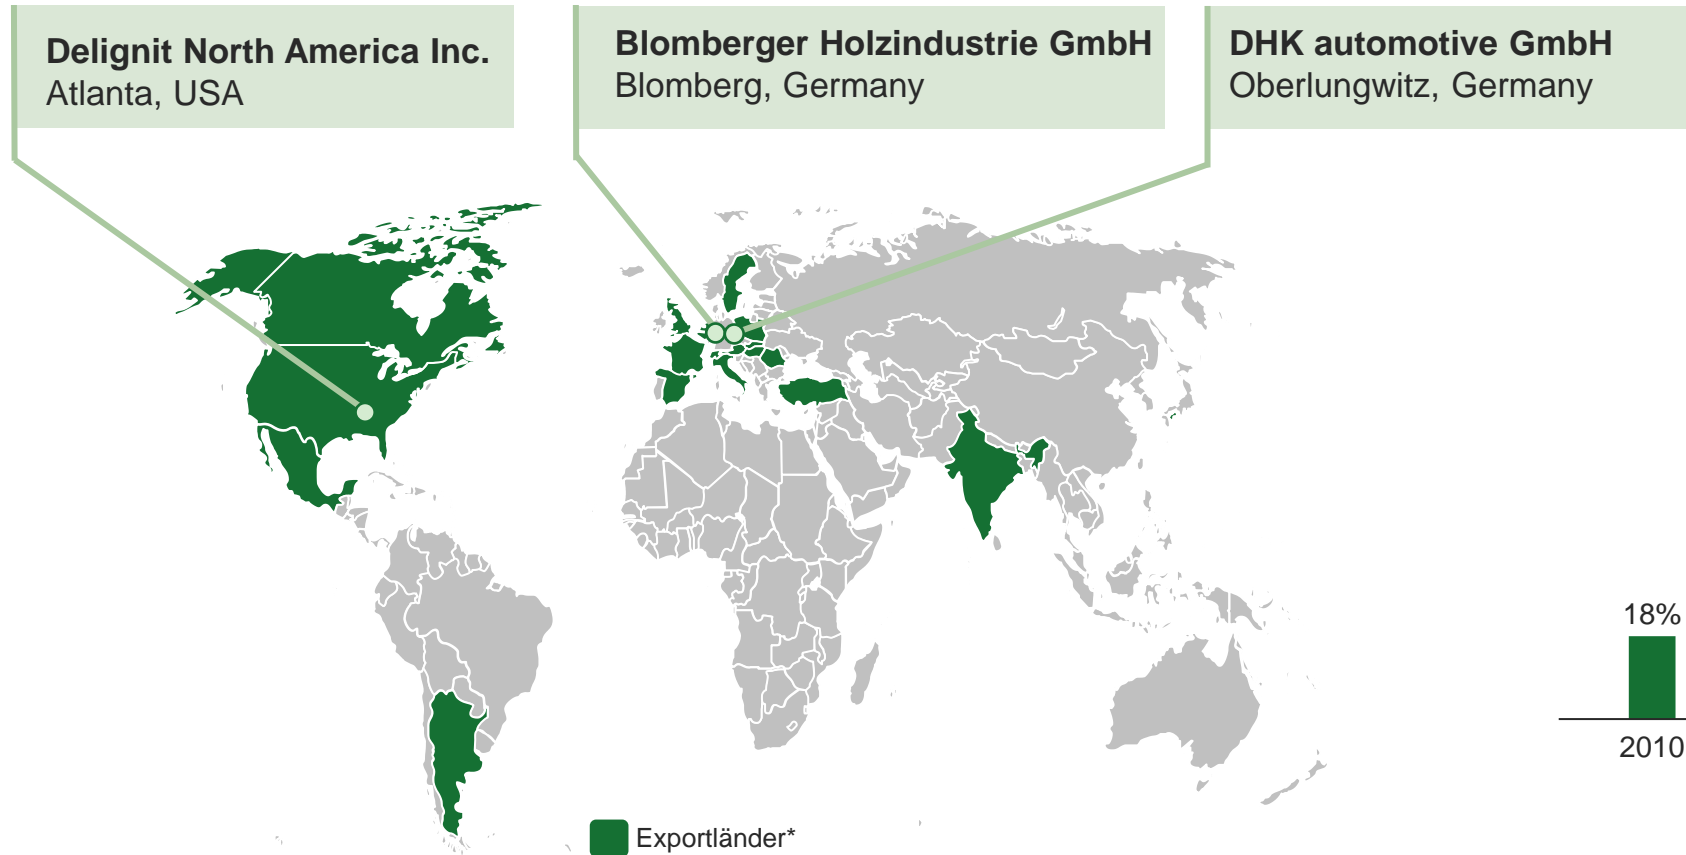 Delignit North America Inc.
Atlanta, USA
Blomberger Holzindustrie GmbH
Blomberg, Germany
DHK automotive GmbH
Oberlungwitz, Germany
18%
2010
Exportländer*